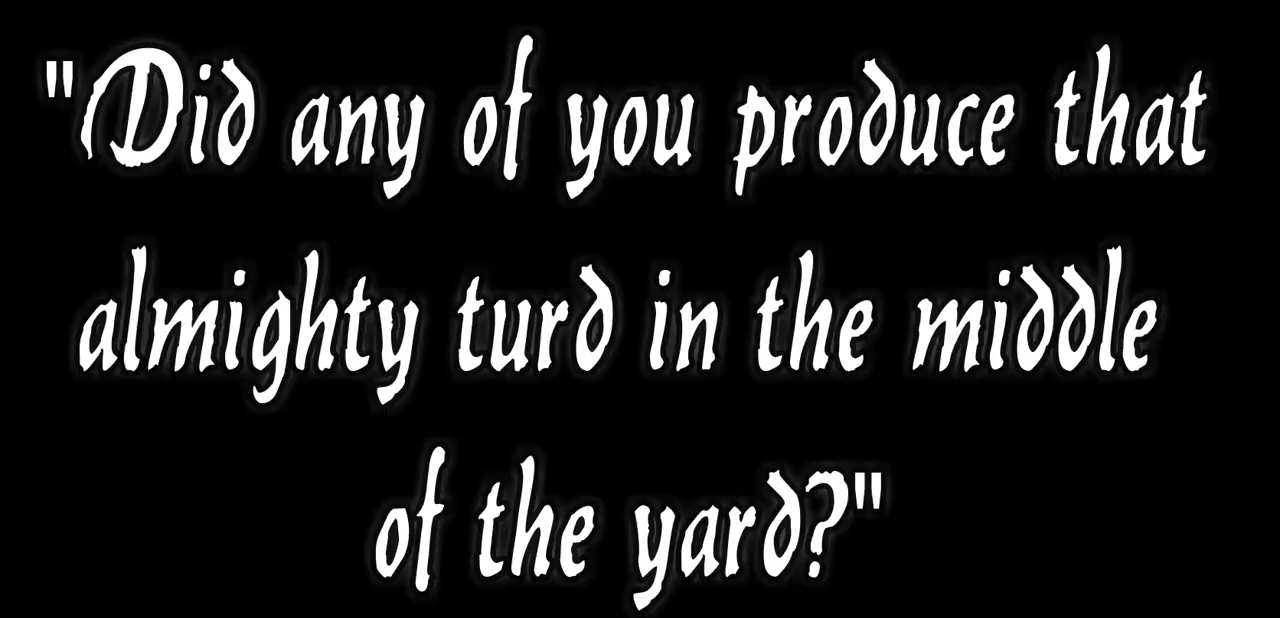 "Did any of you produce that
almighty turd in the middle
of the yard?"